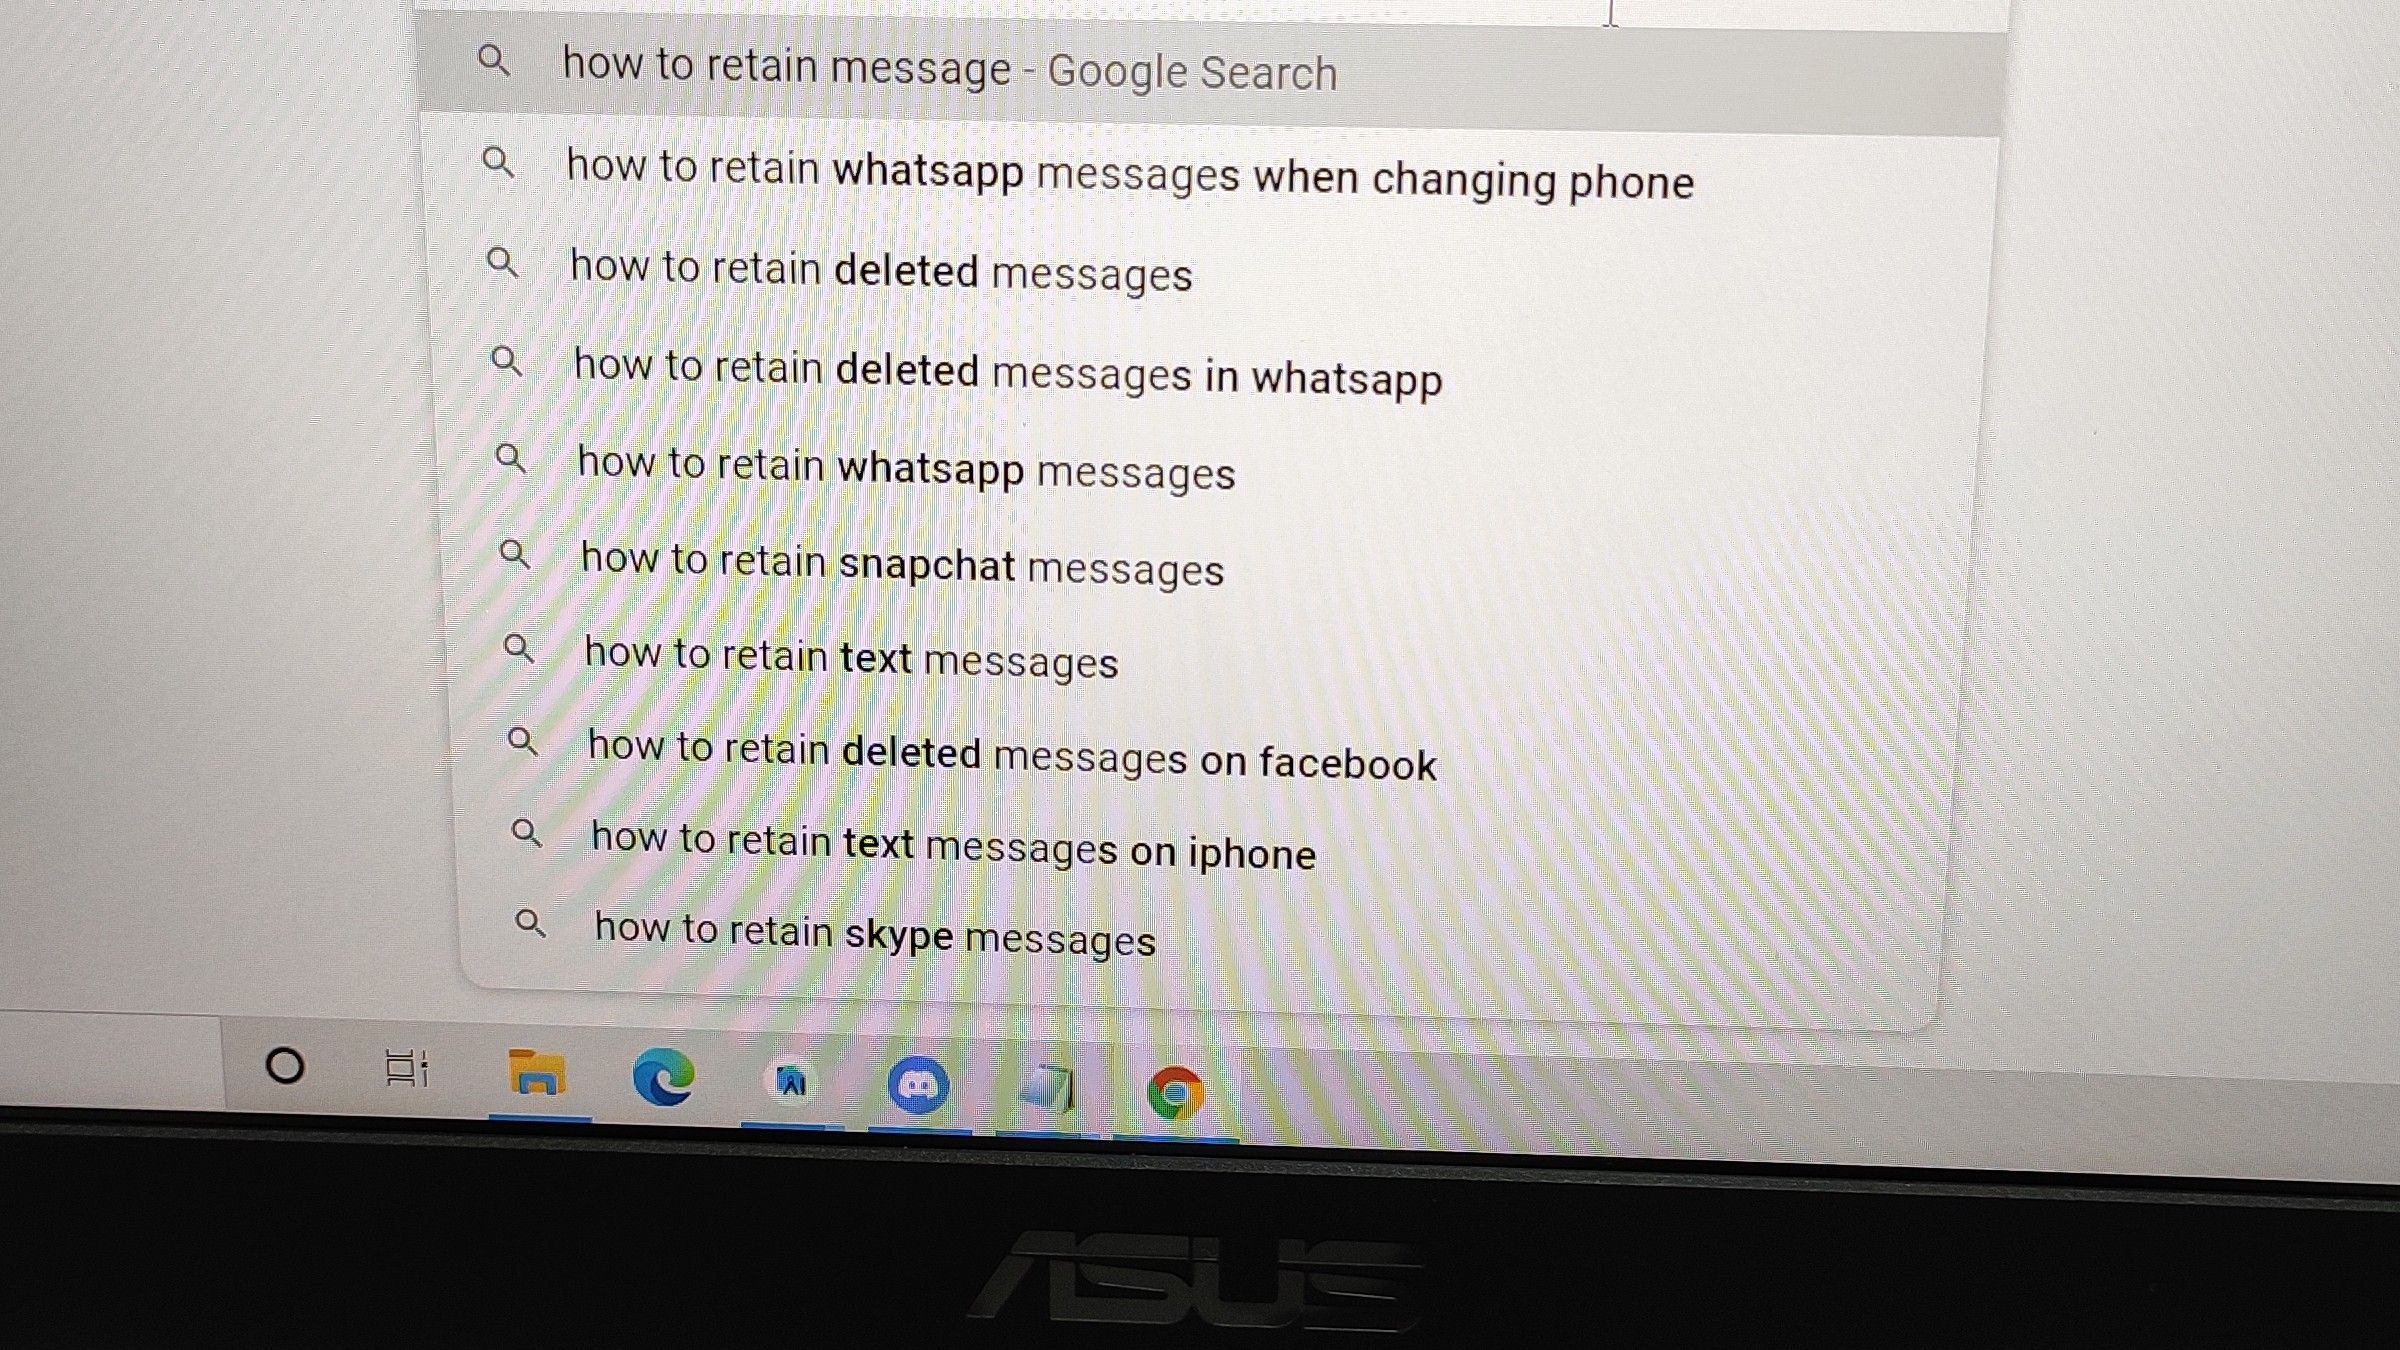 how to retain message - Google Search
how to retain whatsapp messages when changing phone
how to retain deleted messages
how to retain deleted messages in whatsapp
how to retain whatsapp messages
how to retain snapchat messages
how to retain text messages
how to retain deleted messages on facebook
how to retain text messages on iphone
how to retain skype messages
ASUS